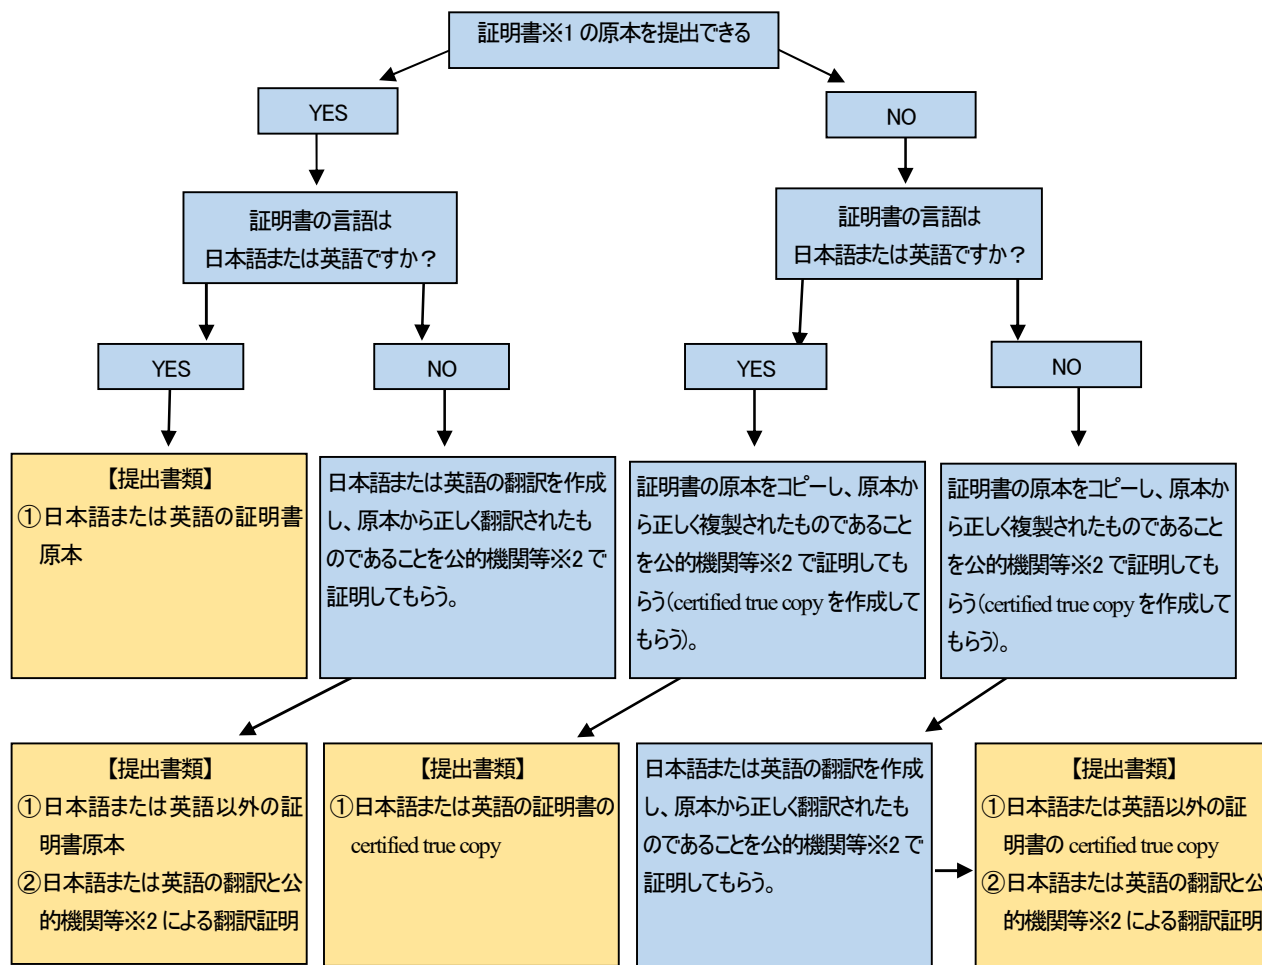 証明書※1 の原本を提出できる
YES
NO
証明書の言語は
日本語または英語ですか？
証明書の言語は
日本語または英語ですか？
YES
NO
YES
NO
【提出書類】
①日本語または英語の証明書
原本
日本語または英語の翻訳を作成
し、原本から正しく翻訳されたも
のであることを公的機関等※2 で
証明してもらう。
証明書の原本をコピーし、原本か
ら正しく複製されたものであること
を公的機関等※2 で証明しても
らう（certified true copy を作成して
もらう）。
証明書の原本をコピーし、原本か
ら正しく複製されたものであること
を公的機関等※2 で証明しても
らう（certified true copy を作成して
もらう）。
【提出書類】
①日本語または英語以外の証
明書原本
②日本語または英語の翻訳と公
的機関等※2 による翻訳証明
【提出書類】
①日本語または英語の証明書の
certified true copy
日本語または英語の翻訳を作成
し、原本から正しく翻訳されたも
のであることを公的機関等※2 で
証明してもらう。
【提出書類】
①日本語または英語以外の証
明書の certified true copy
②日本語または英語の翻訳と公
的機関等※2 による翻訳証明